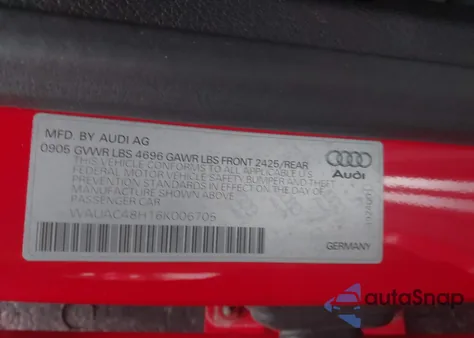 MFD. BY AUDI AG
0905 GVWR LBS 4696 GAWR LBS FRONT 2425/REAR
THIS VEHICLE CONFORMS TO ALL APPLICABLE U.S.
FEDERAL MOTOR VEHICLE SAFETY, BUMPER AND THEFT
PREVENTION STANDARDS IN EFFECT ON THE DATE OF
MANUFACTURE SHOWN ABOVE.
PASSENGER CAR
WAUAC48H16K006705
Audi
GERMANY
autoSnap